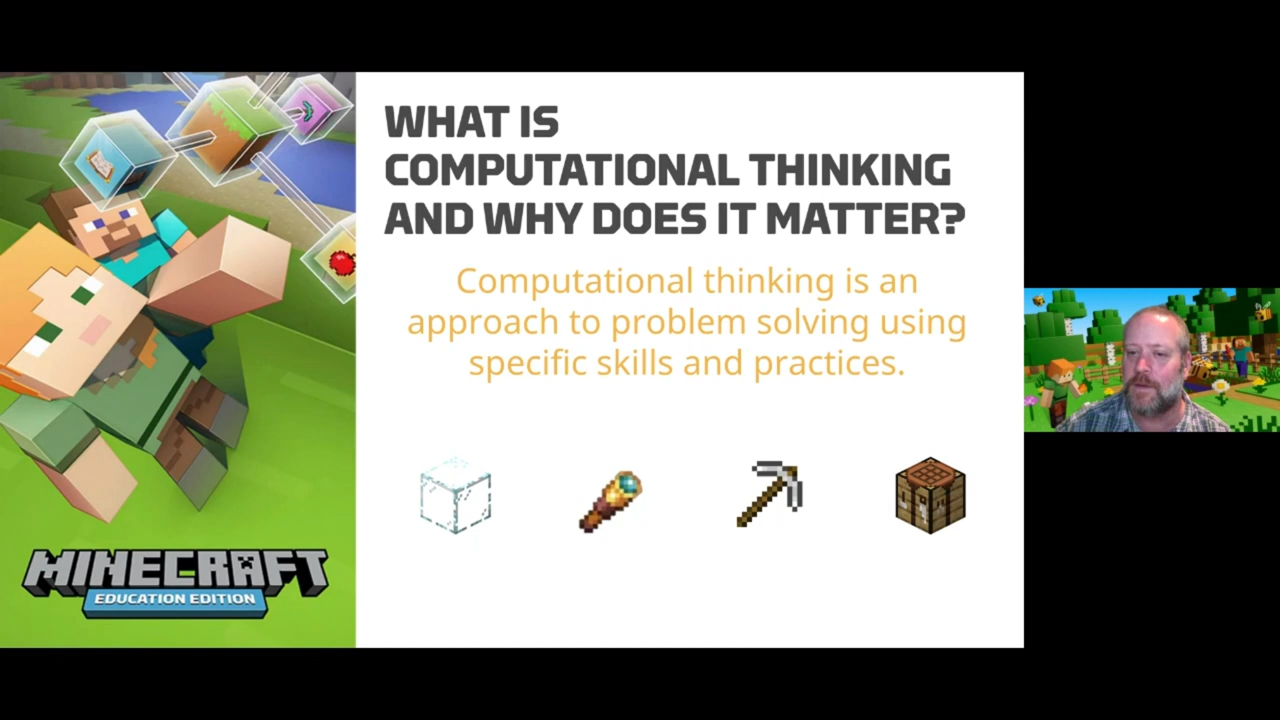 WHAT IS
COMPUTATIONAL THINKING
AND WHY DOES IT MATTER?
Computational thinking is an
approach to problem solving using
specific skills and practices.
MINECRAFT
EDUCATION EDITION